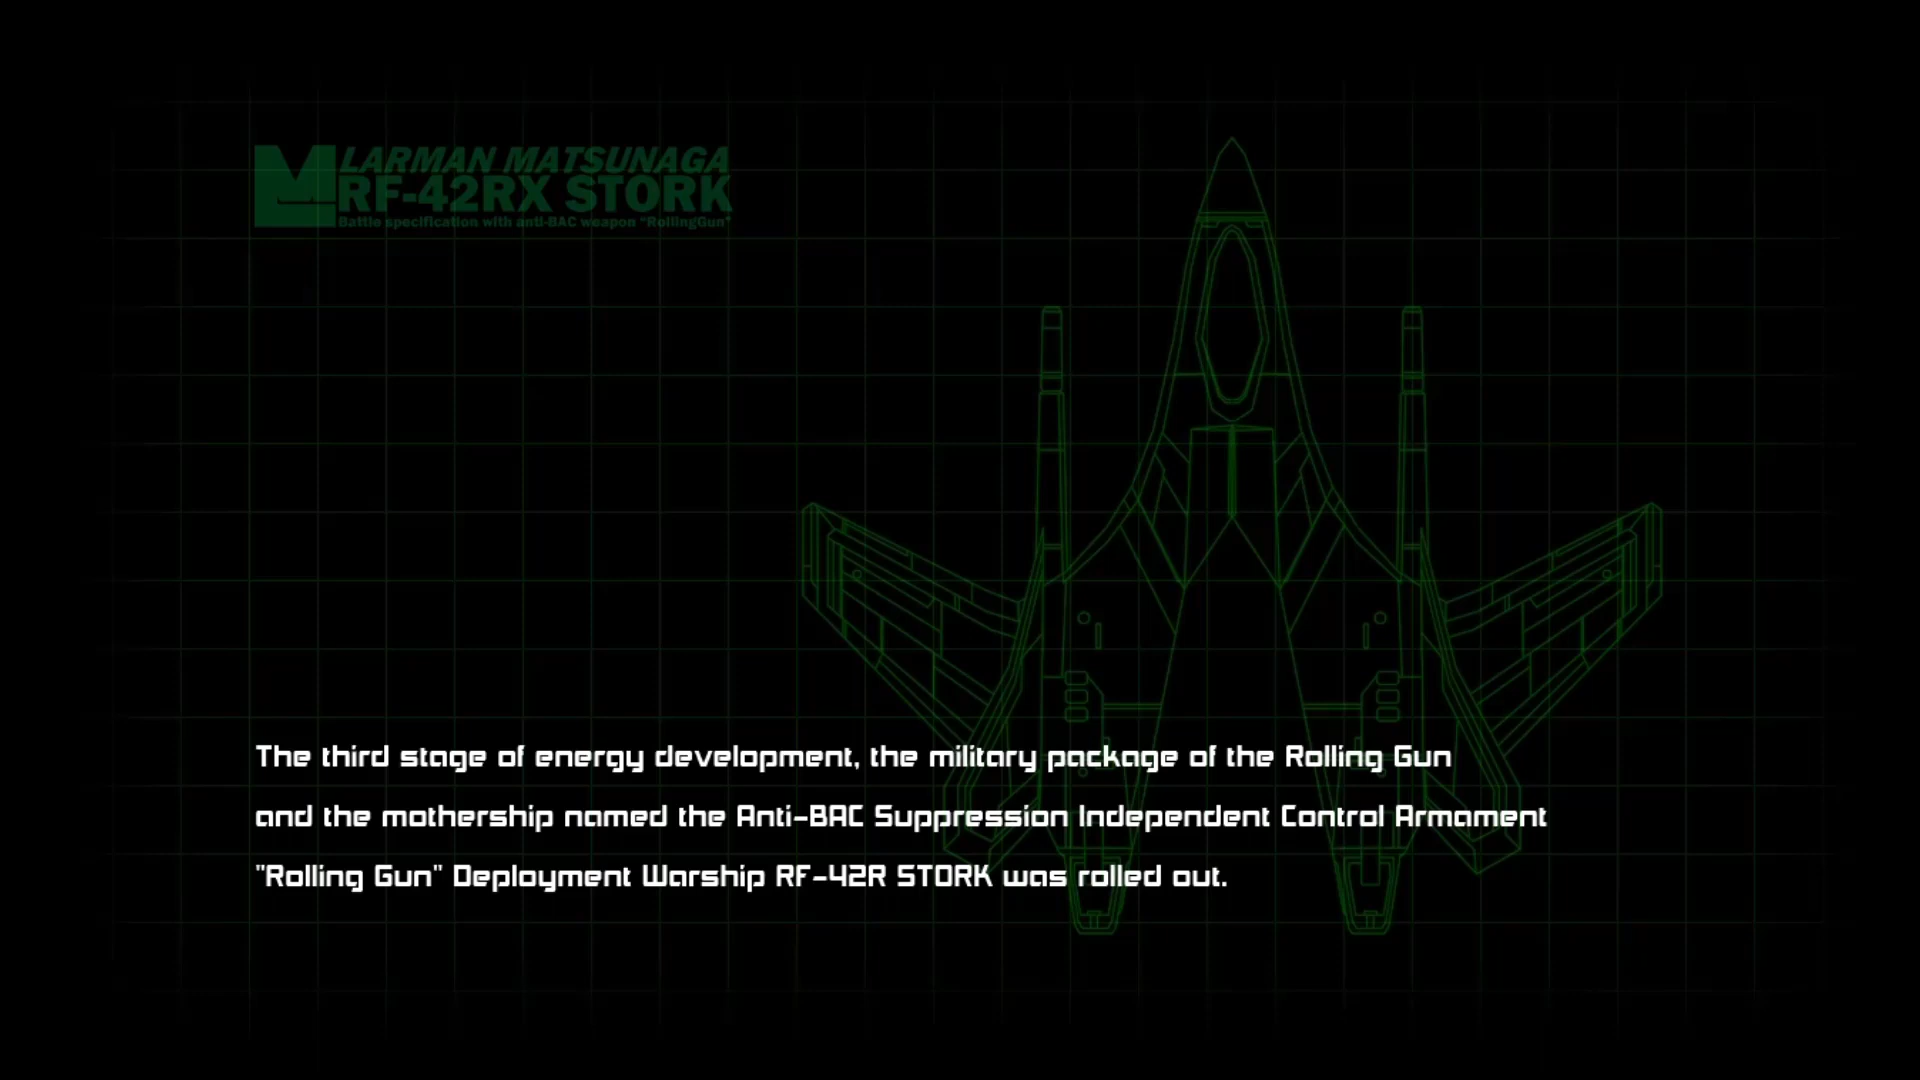 LARMAN MATSUNAGA
RF-42RX STORK
Battle specification with anti-BAC weapon "RollingGun"
The third stage of energy development, the military package of the Rolling Gun
and the mothership named the Anti-BAC Suppression Independent Control Armament
"Rolling Gun" Deployment Warship RF-42R STORK was rolled out.